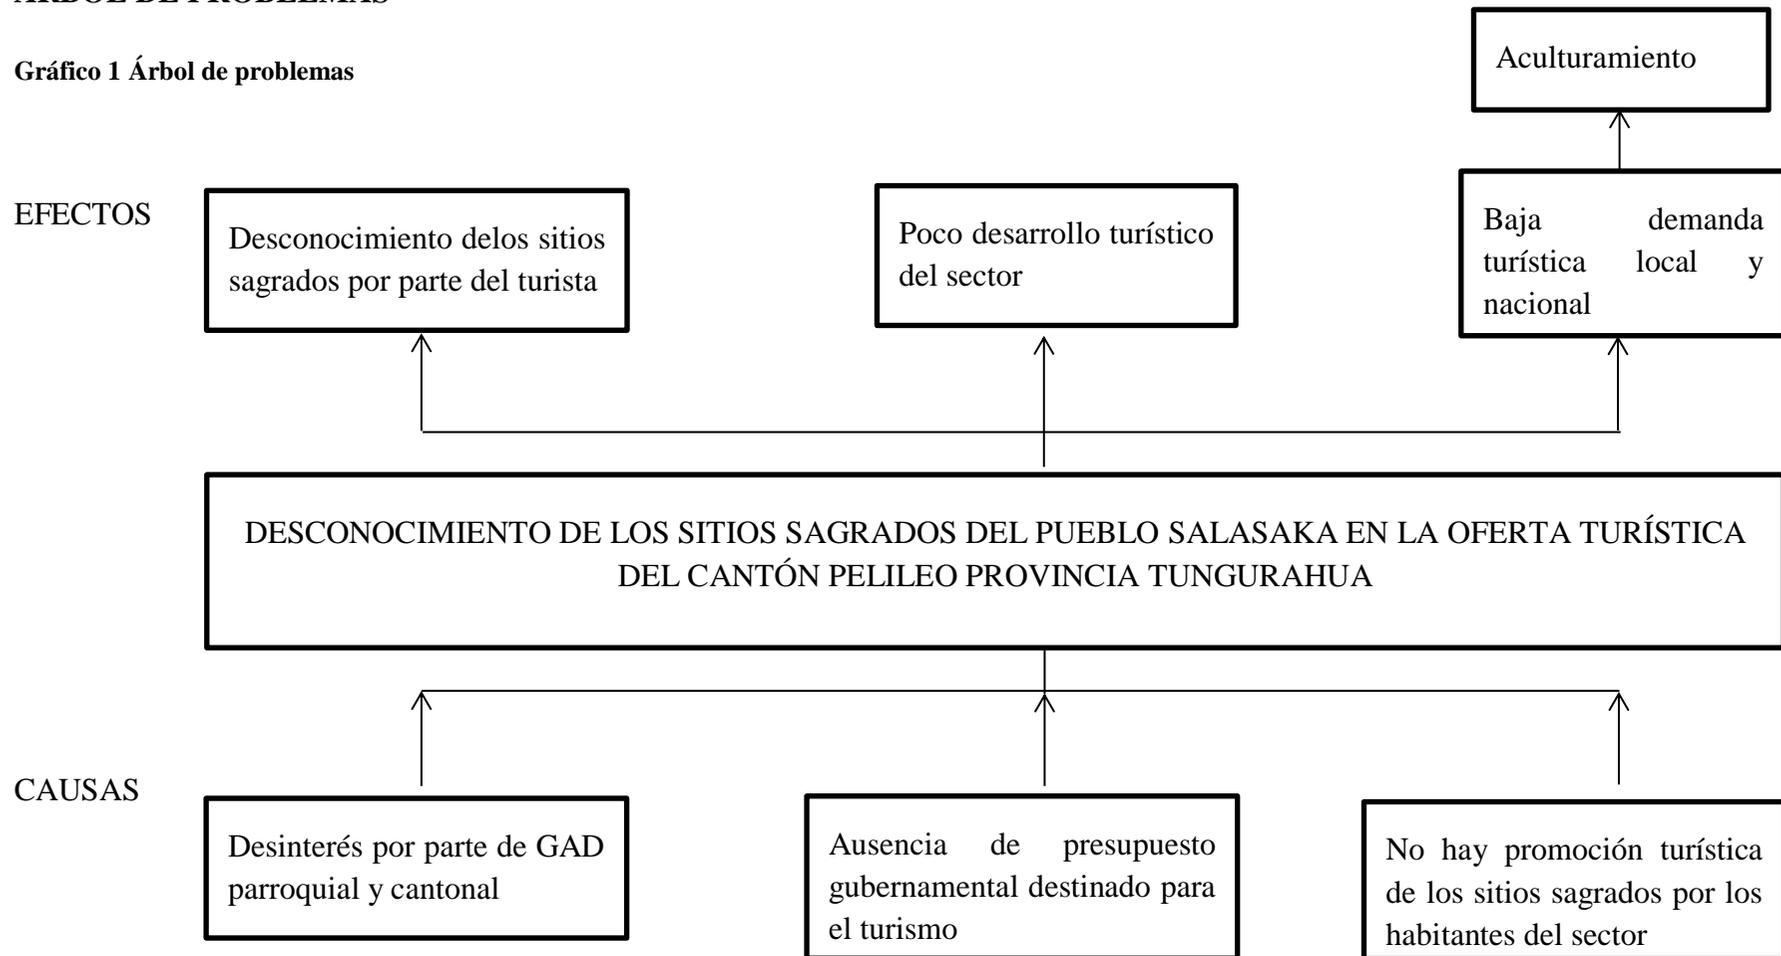 ÁRBOL DE PROBLEMAS
Gráfico 1 Árbol de problemas
Aculturamiento
EFECTOS
Desconocimiento delos sitios
sagrados por parte del turista
Poco desarrollo turístico
del sector
Baja demanda
turística local y
nacional
DESCONOCIMIENTO DE LOS SITIOS SAGRADOS DEL PUEBLO SALASAKA EN LA OFERTA TURÍSTICA
DEL CANTÓN PELILEO PROVINCIA TUNGURAHUA
CAUSAS
Desinterés por parte de GAD
parroquial y cantonal
Ausencia de presupuesto
gubernamental destinado para
el turismo
No hay promoción turística
de los sitios sagrados por los
habitantes del sector